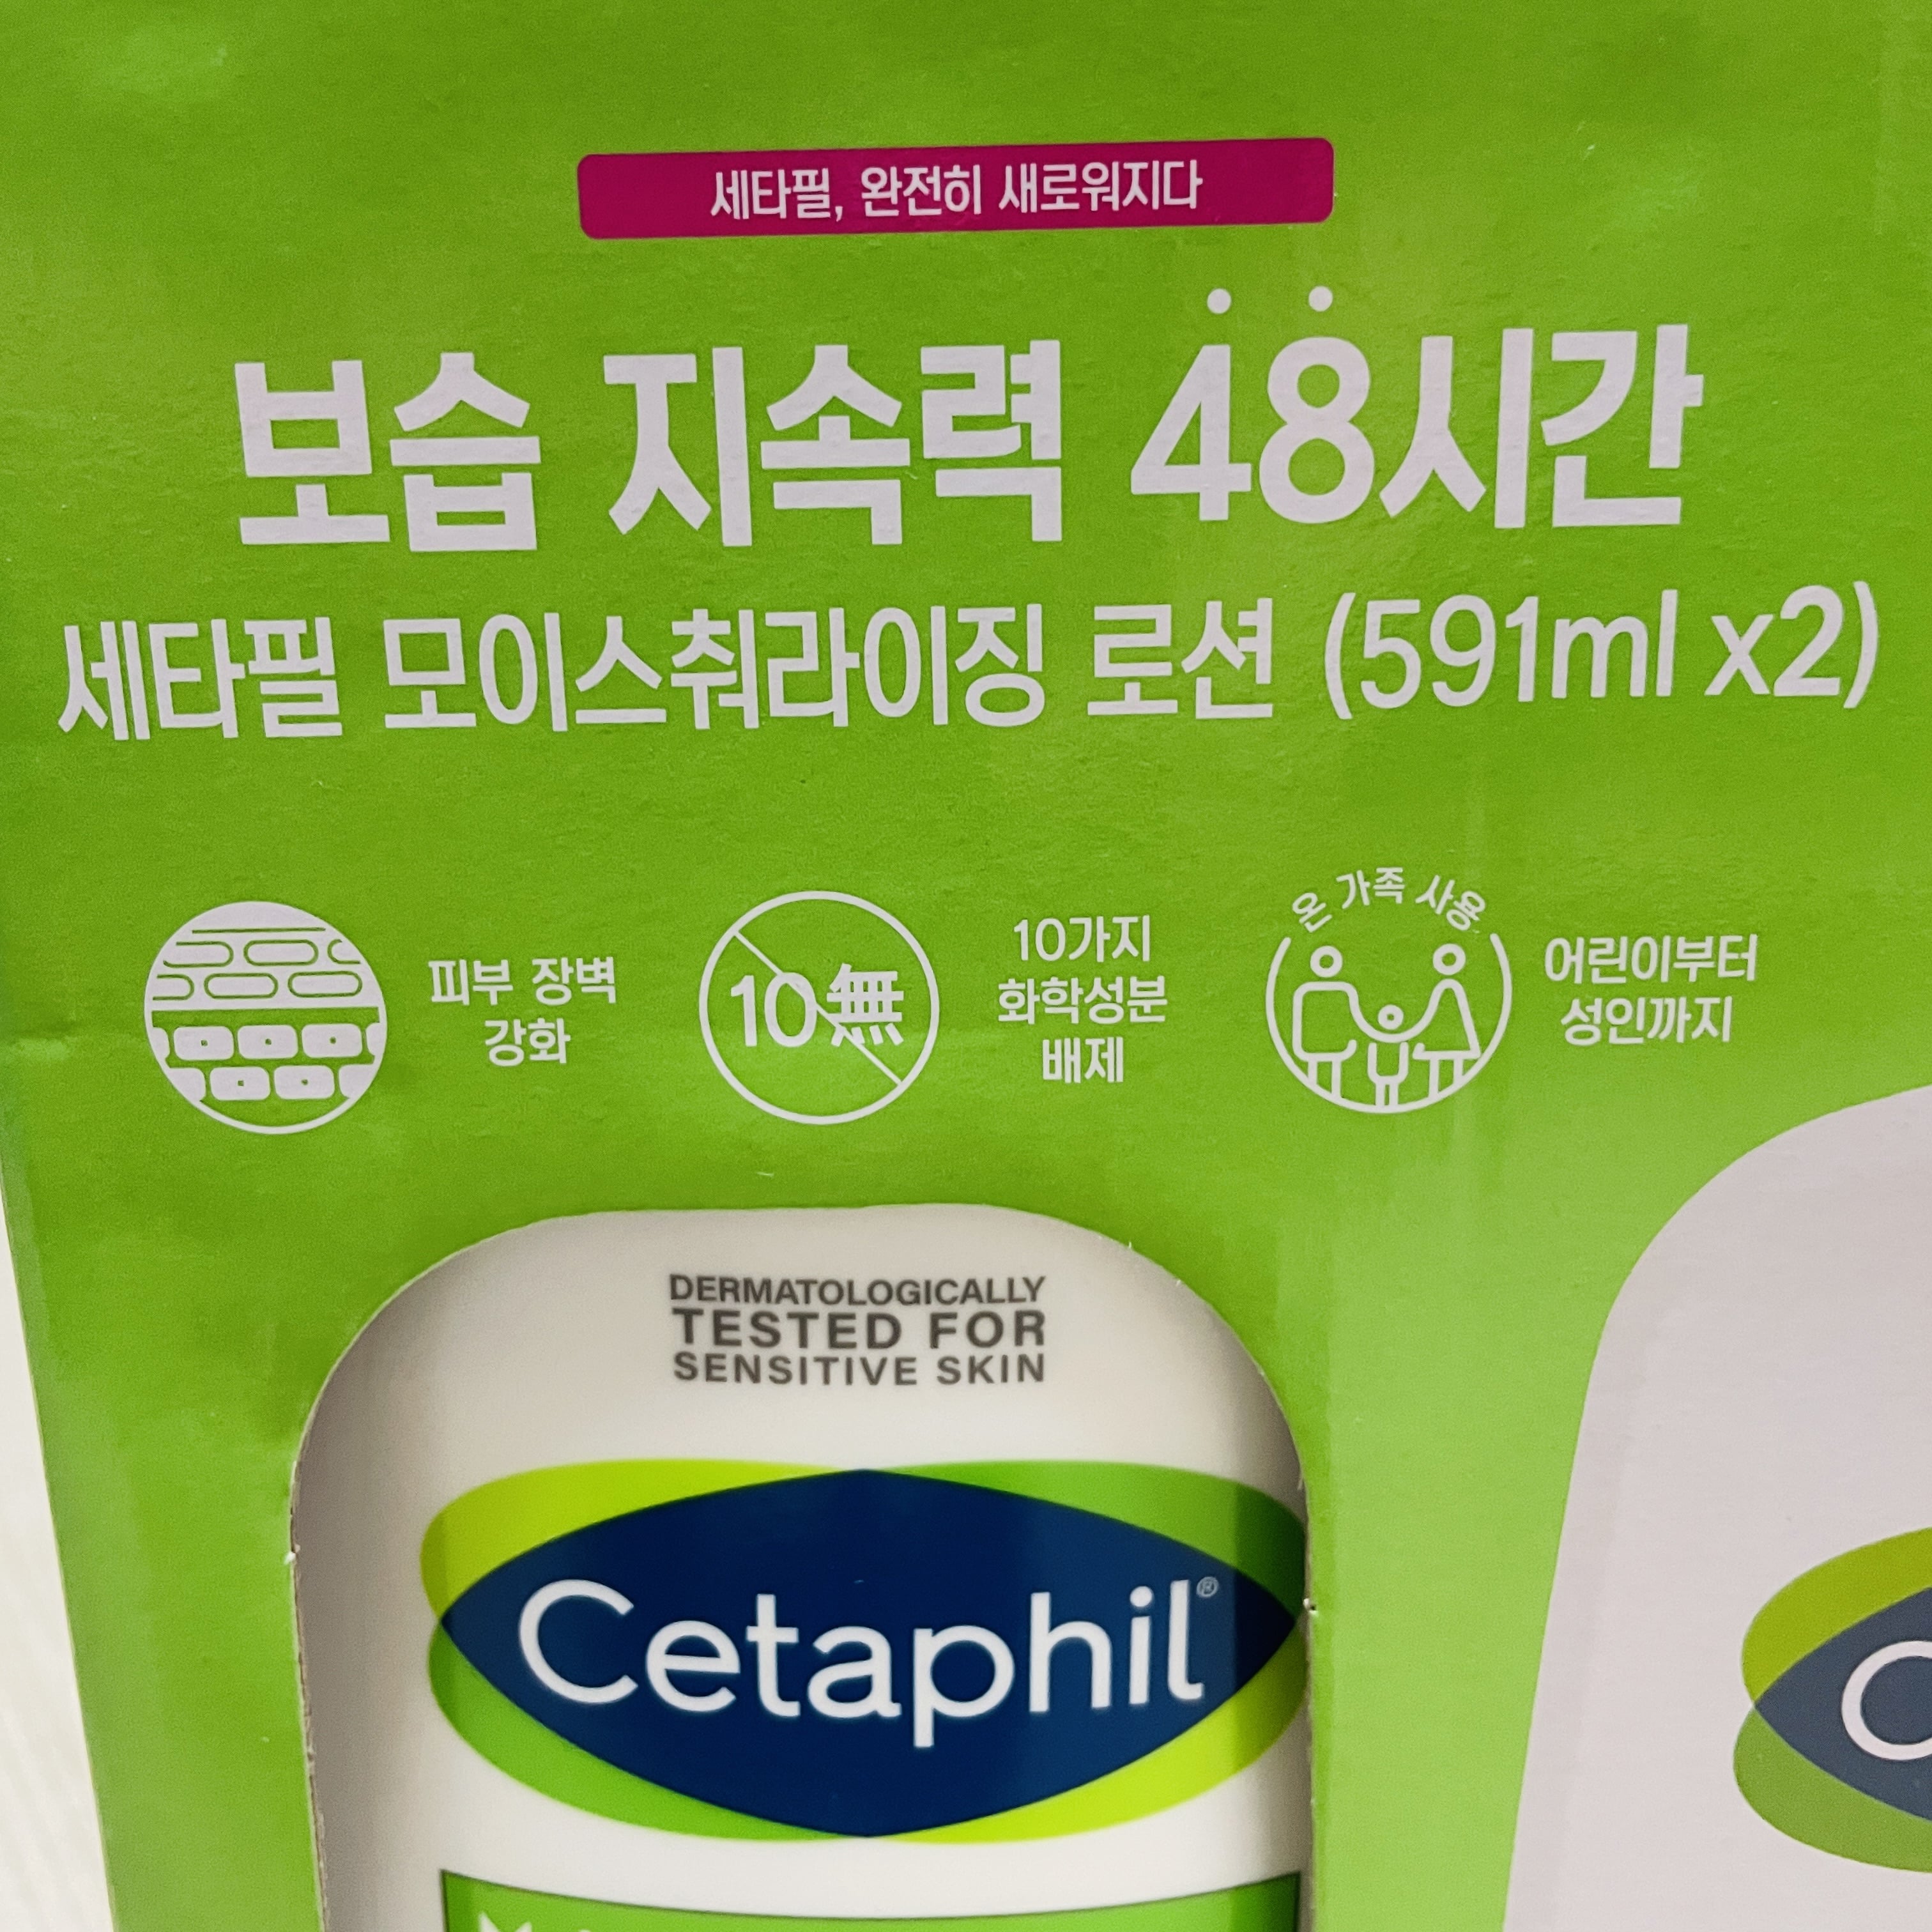 세타필, 완전히 새로워지다
보습 지속력 48시간
세타필 모이스춰라이징 로션 (591ml x2)
피부 장벽
강화
10無
10가지
화학성분
배제
온 가족 사용
어린이부터
성인까지
DERMATOLOGICALLY
TESTED FOR
SENSITIVE SKIN
Cetaphil®